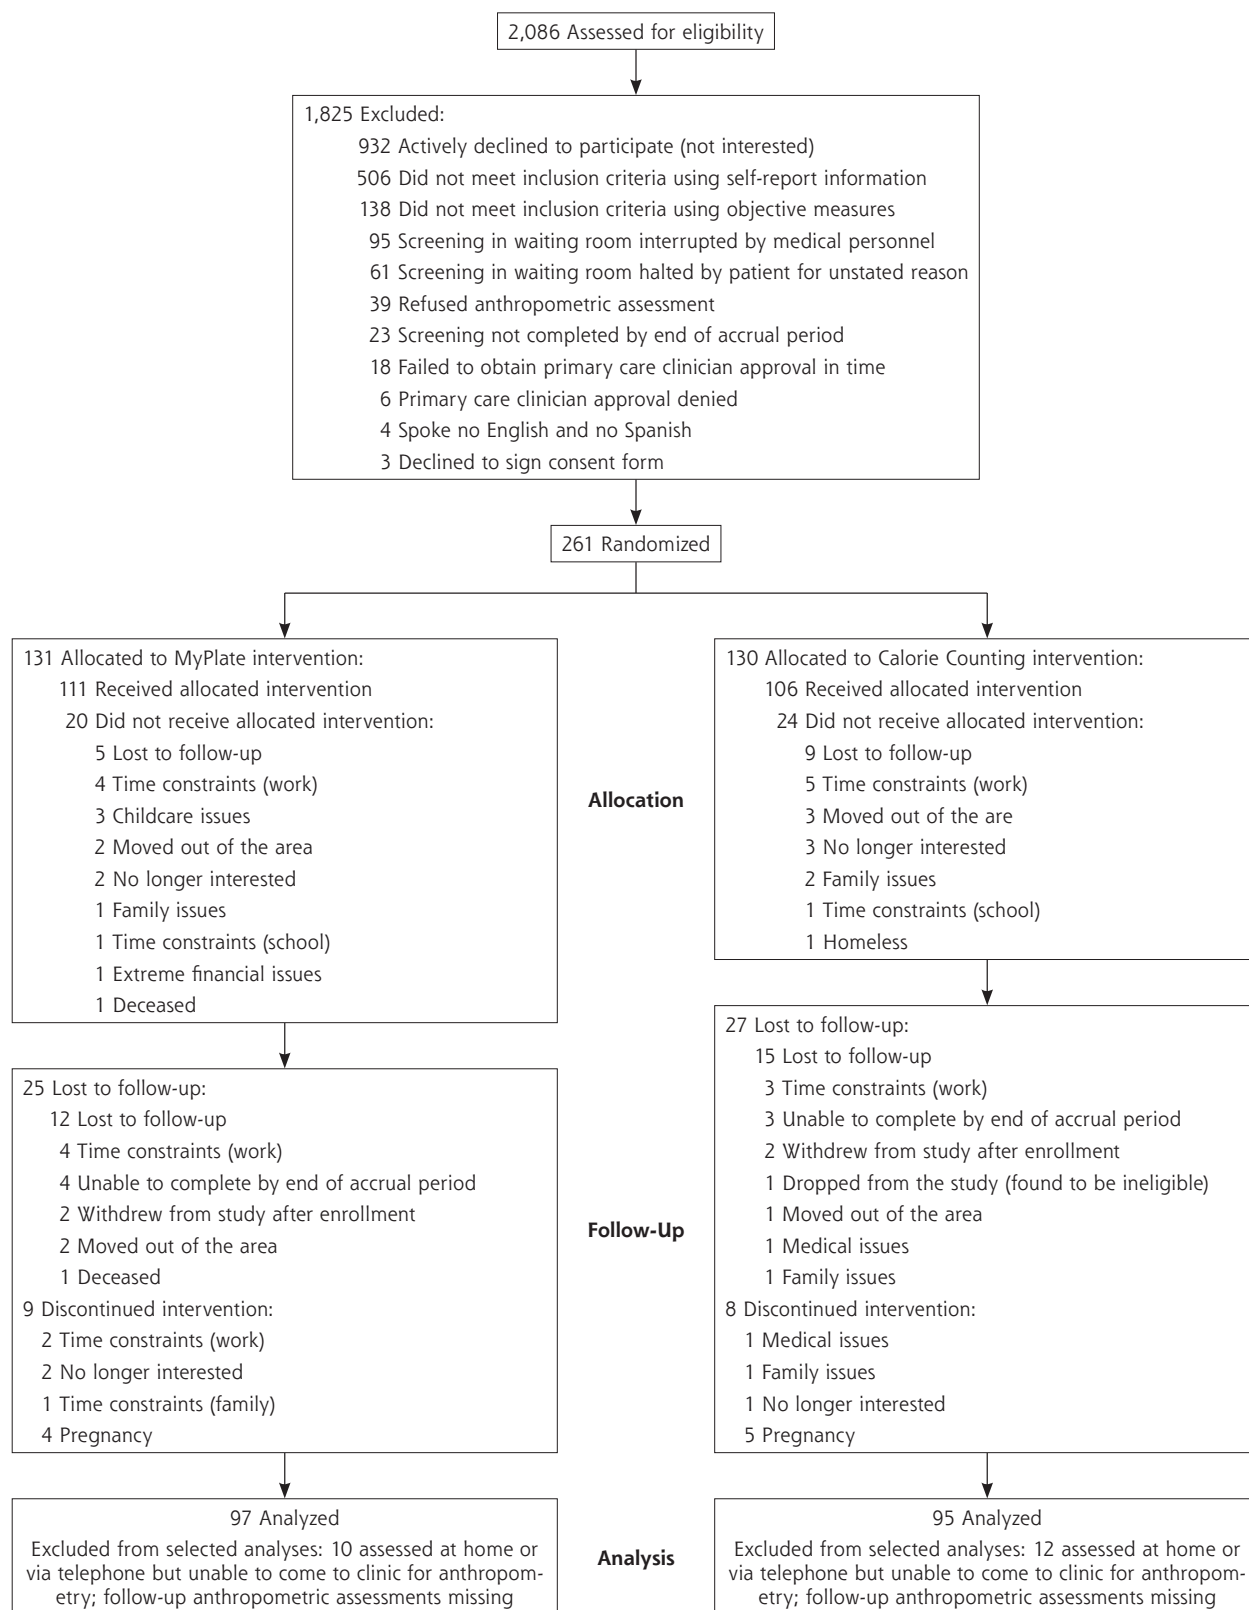 2,086 Assessed for eligibility
1,825 Excluded:
932 Actively declined to participate (not interested)
506 Did not meet inclusion criteria using self-report information
138 Did not meet inclusion criteria using objective measures
95 Screening in waiting room interrupted by medical personnel
61 Screening in waiting room halted by patient for unstated reason
39 Refused anthropometric assessment
23 Screening not completed by end of accrual period
18 Failed to obtain primary care clinician approval in time
6 Primary care clinician approval denied
4 Spoke no English and no Spanish
3 Declined to sign consent form
261 Randomized
131 Allocated to MyPlate intervention:
111 Received allocated intervention
20 Did not receive allocated intervention:
5 Lost to follow-up
4 Time constraints (work)
3 Childcare issues
2 Moved out of the area
2 No longer interested
1 Family issues
1 Time constraints (school)
1 Extreme financial issues
1 Deceased
Allocation
130 Allocated to Calorie Counting intervention:
106 Received allocated intervention
24 Did not receive allocated intervention:
9 Lost to follow-up
5 Time constraints (work)
3 Moved out of the are
3 No longer interested
2 Family issues
1 Time constraints (school)
1 Homeless
25 Lost to follow-up:
12 Lost to follow-up
4 Time constraints (work)
4 Unable to complete by end of accrual period
2 Withdrew from study after enrollment
2 Moved out of the area
1 Deceased
9 Discontinued intervention:
2 Time constraints (work)
2 No longer interested
1 Time constraints (family)
4 Pregnancy
Follow-Up
27 Lost to follow-up:
15 Lost to follow-up
3 Time constraints (work)
3 Unable to complete by end of accrual period
2 Withdrew from study after enrollment
1 Dropped from the study (found to be ineligible)
1 Moved out of the area
1 Medical issues
1 Family issues
8 Discontinued intervention:
1 Medical issues
1 Family issues
1 No longer interested
5 Pregnancy
97 Analyzed
Excluded from selected analyses: 10 assessed at home or
via telephone but unable to come to clinic for anthropom-
etry; follow-up anthropometric assessments missing
Analysis
95 Analyzed
Excluded from selected analyses: 12 assessed at home or
via telephone but unable to come to clinic for anthropom-
etry; follow-up anthropometric assessments missing